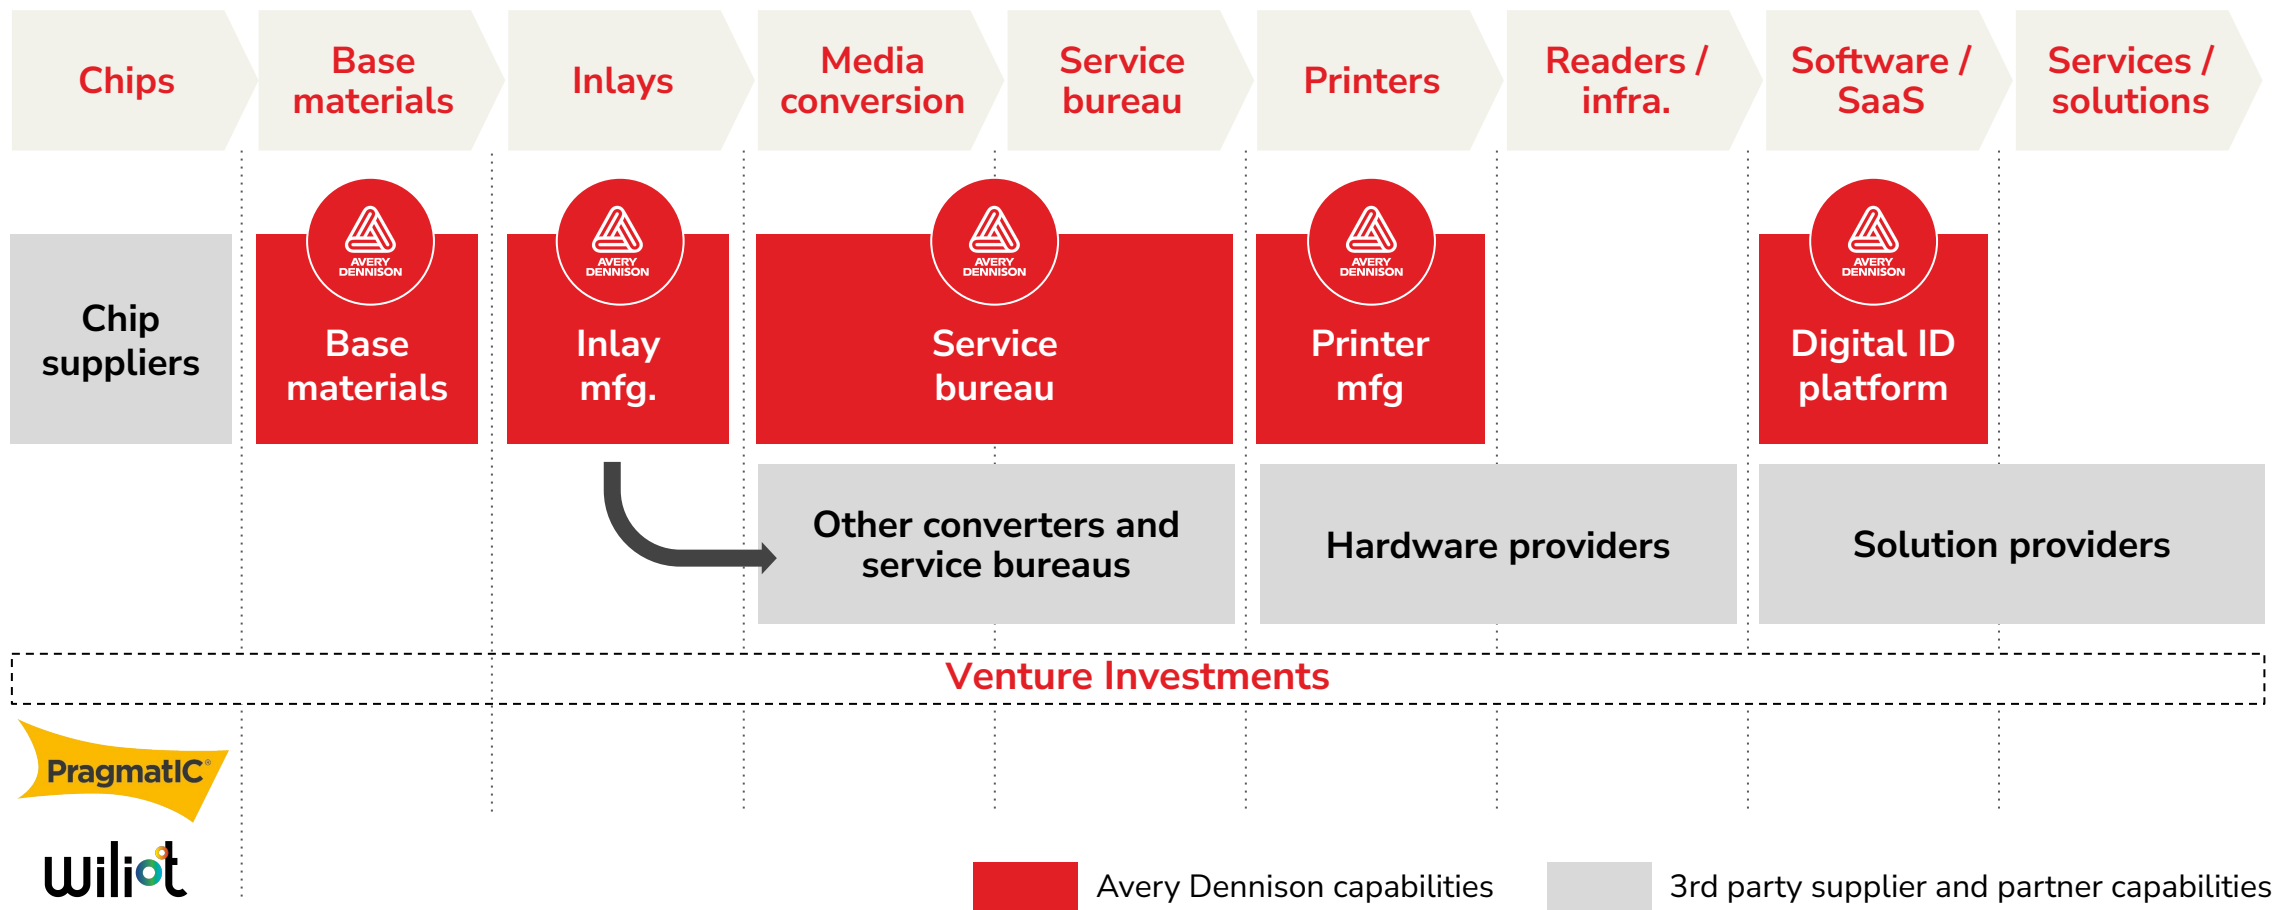 Chips
Base
materials
Inlays
Media
conversion
Service
bureau
Printers
Readers /
infra.
Software /
SaaS
Services /
solutions
Chip
suppliers
AVERY
DENNISON
Base
materials
AVERY
DENNISON
Inlay
mfg.
AVERY
DENNISON
Service
bureau
AVERY
DENNISON
Printer
mfg
AVERY
DENNISON
Digital ID
platform
Other converters and
service bureaus
Hardware providers
Solution providers
Venture Investments
PragmatIC®
wiliot
Avery Dennison capabilities
3rd party supplier and partner capabilities